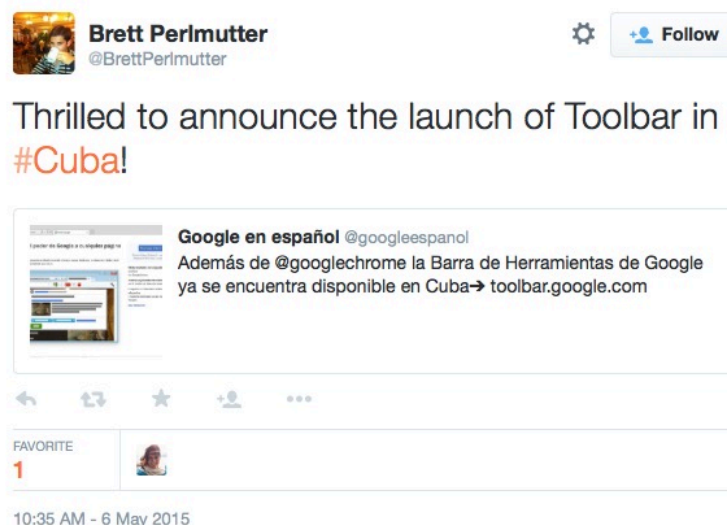 Brett Perlmutter
@BrettPerlmutter
Follow
Thrilled to announce the launch of Toolbar in
#Cuba!
Google en español @googleespanol
Además de @googlechrome la Barra de Herramientas de Google
ya se encuentra disponible en Cuba➔ toolbar.google.com
FAVORITE
1
10:35 AM - 6 May 2015